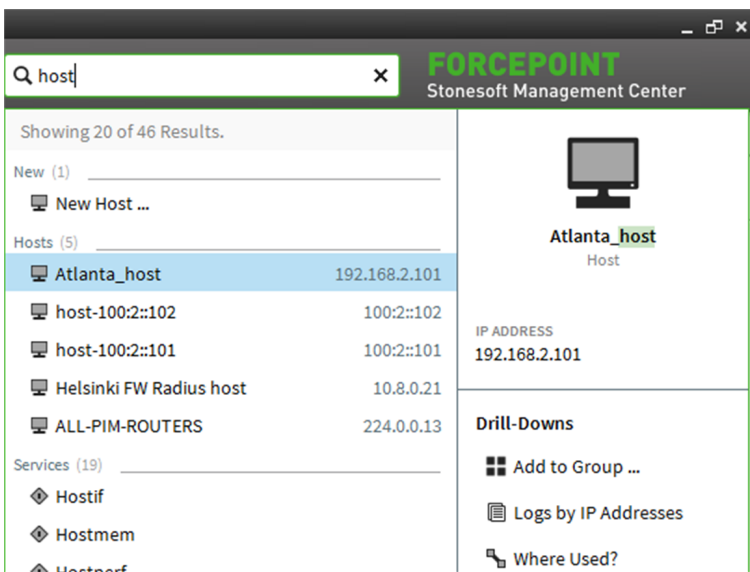 host
FORCEPOINT
Stonesoft Management Center
Showing 20 of 46 Results.
New (1)
New Host ...
Hosts (5)
Atlanta_host 192.168.2.101
host-100:2::102 100:2::102
host-100:2::101 100:2::101
Helsinki FW Radius host 10.8.0.21
ALL-PIM-ROUTERS 224.0.0.13
Services (19)
Hostif
Hostmem
Hostperf
Atlanta_host
Host
IP ADDRESS
192.168.2.101
Drill-Downs
Add to Group ...
Logs by IP Addresses
Where Used?